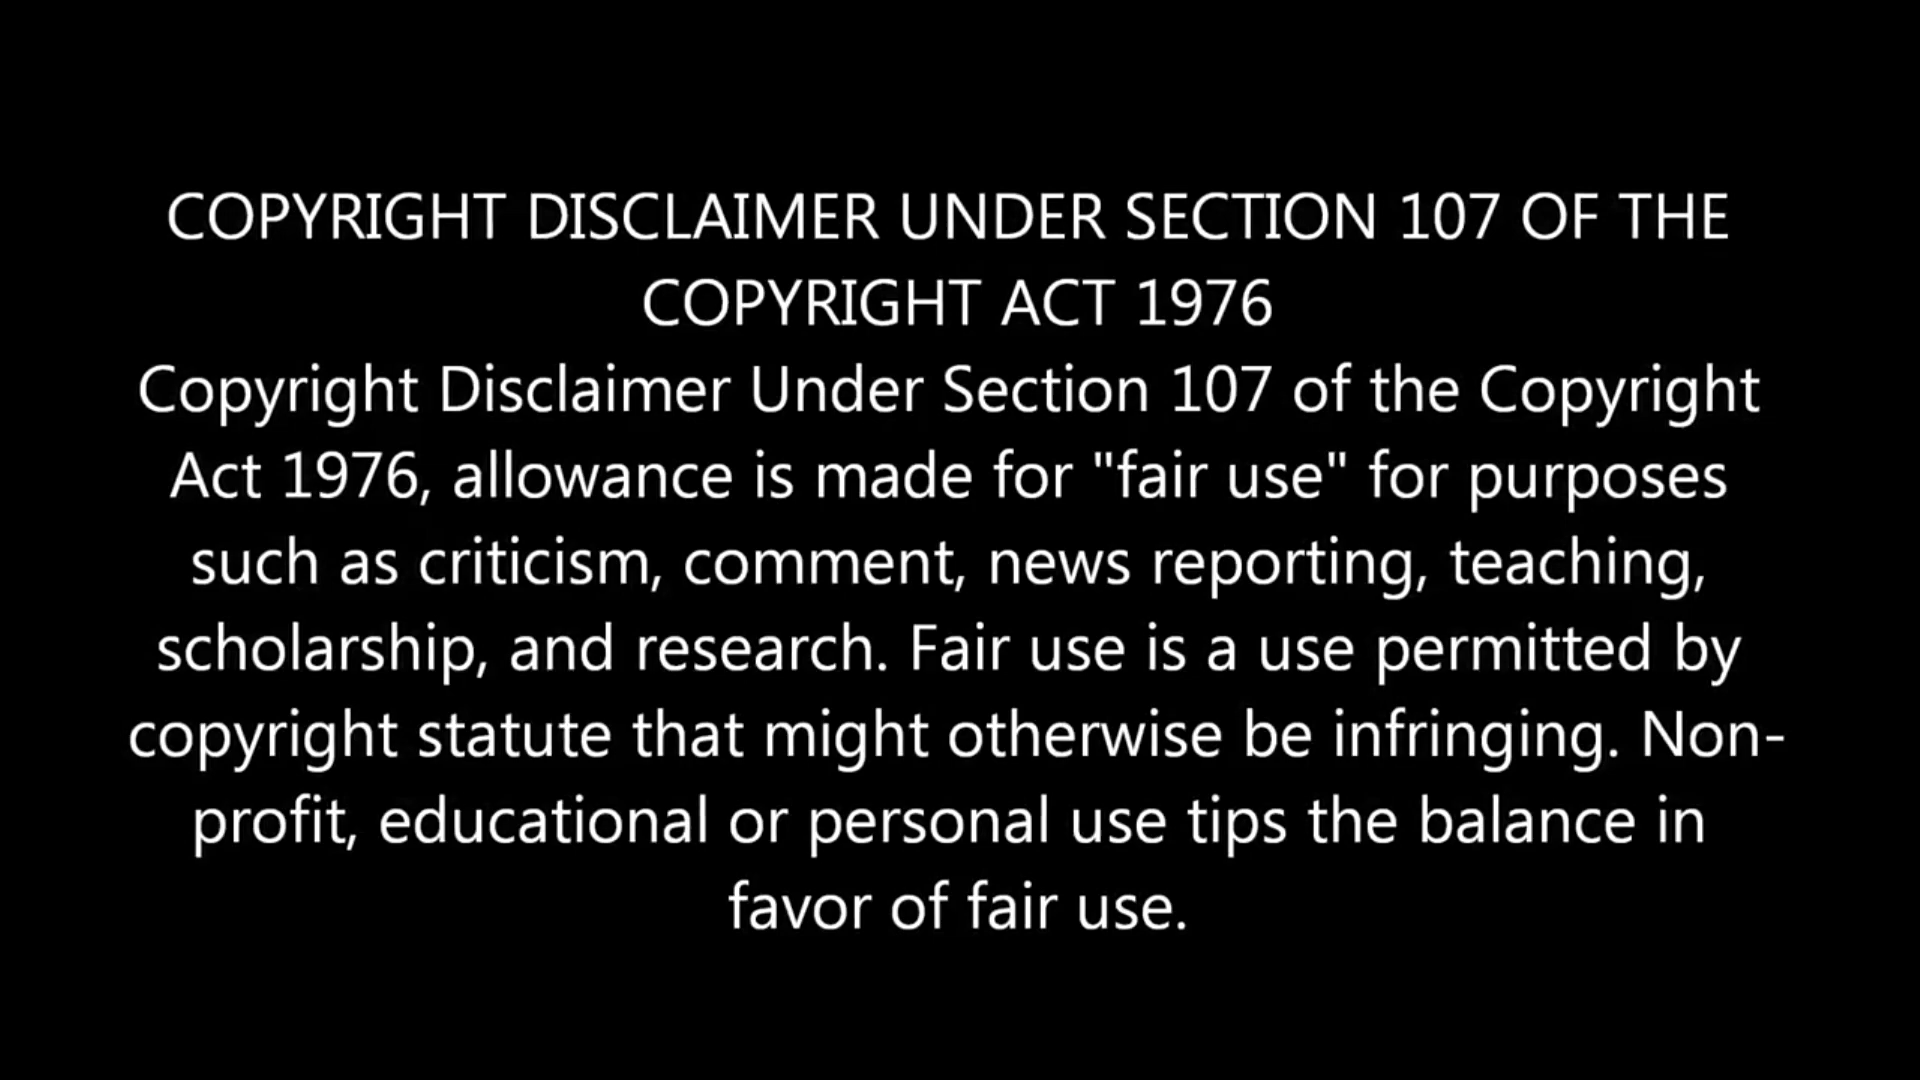 COPYRIGHT DISCLAIMER UNDER SECTION 107 OF THE
COPYRIGHT ACT 1976
Copyright Disclaimer Under Section 107 of the Copyright
Act 1976, allowance is made for "fair use" for purposes
such as criticism, comment, news reporting, teaching,
scholarship, and research. Fair use is a use permitted by
copyright statute that might otherwise be infringing. Non-
profit, educational or personal use tips the balance in
favor of fair use.